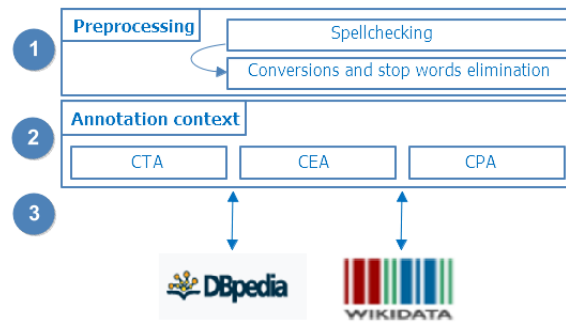 1
Preprocessing
Spellchecking
Conversions and stop words elimination
2
Annotation context
CTA
CEA
CPA
3
DBpedia
WIKIDATA